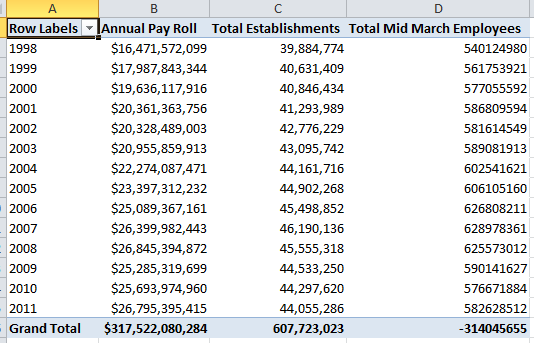 A B C D
Row Labels Annual Pay Roll Total Establishments Total Mid March Employees
1998 $16,471,572,099 39,884,774 540124980
1999 $17,987,843,344 40,631,409 561753921
2000 $19,636,117,916 40,846,434 577055592
2001 $20,361,363,756 41,293,989 586809594
2002 $20,328,489,003 42,776,229 581614549
2003 $20,955,859,913 43,095,742 589081913
2004 $22,274,087,471 44,161,716 602541621
2005 $23,397,312,232 44,902,268 606105160
2006 $25,089,367,161 45,498,852 626808211
2007 $26,399,982,443 46,190,136 628978361
2008 $26,845,394,872 45,555,318 625573012
2009 $25,285,319,699 44,533,250 590141627
2010 $25,693,974,960 44,297,620 576671884
2011 $26,795,395,415 44,055,286 582628512
Grand Total $317,522,080,284 607,723,023 -314045655